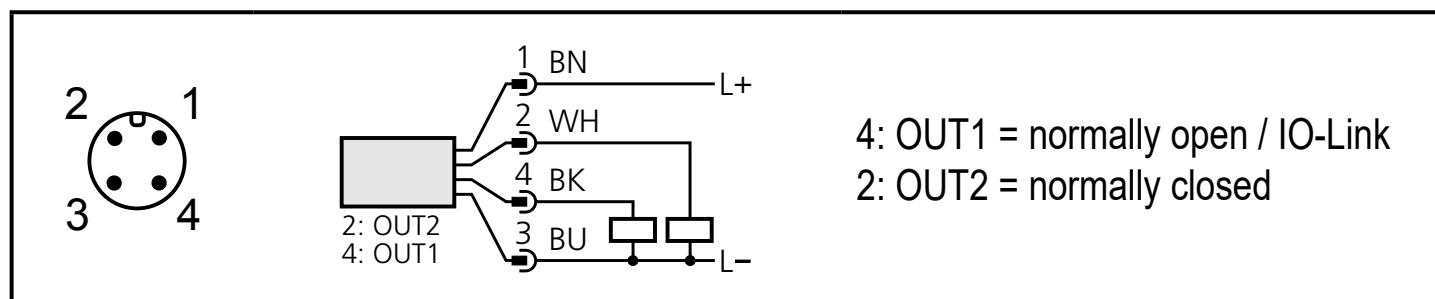 2 1
3 4
1 BN
L+
2 WH
4 BK
3 BU
L−
2: OUT2
4: OUT1
4: OUT1 = normally open / IO-Link
2: OUT2 = normally closed